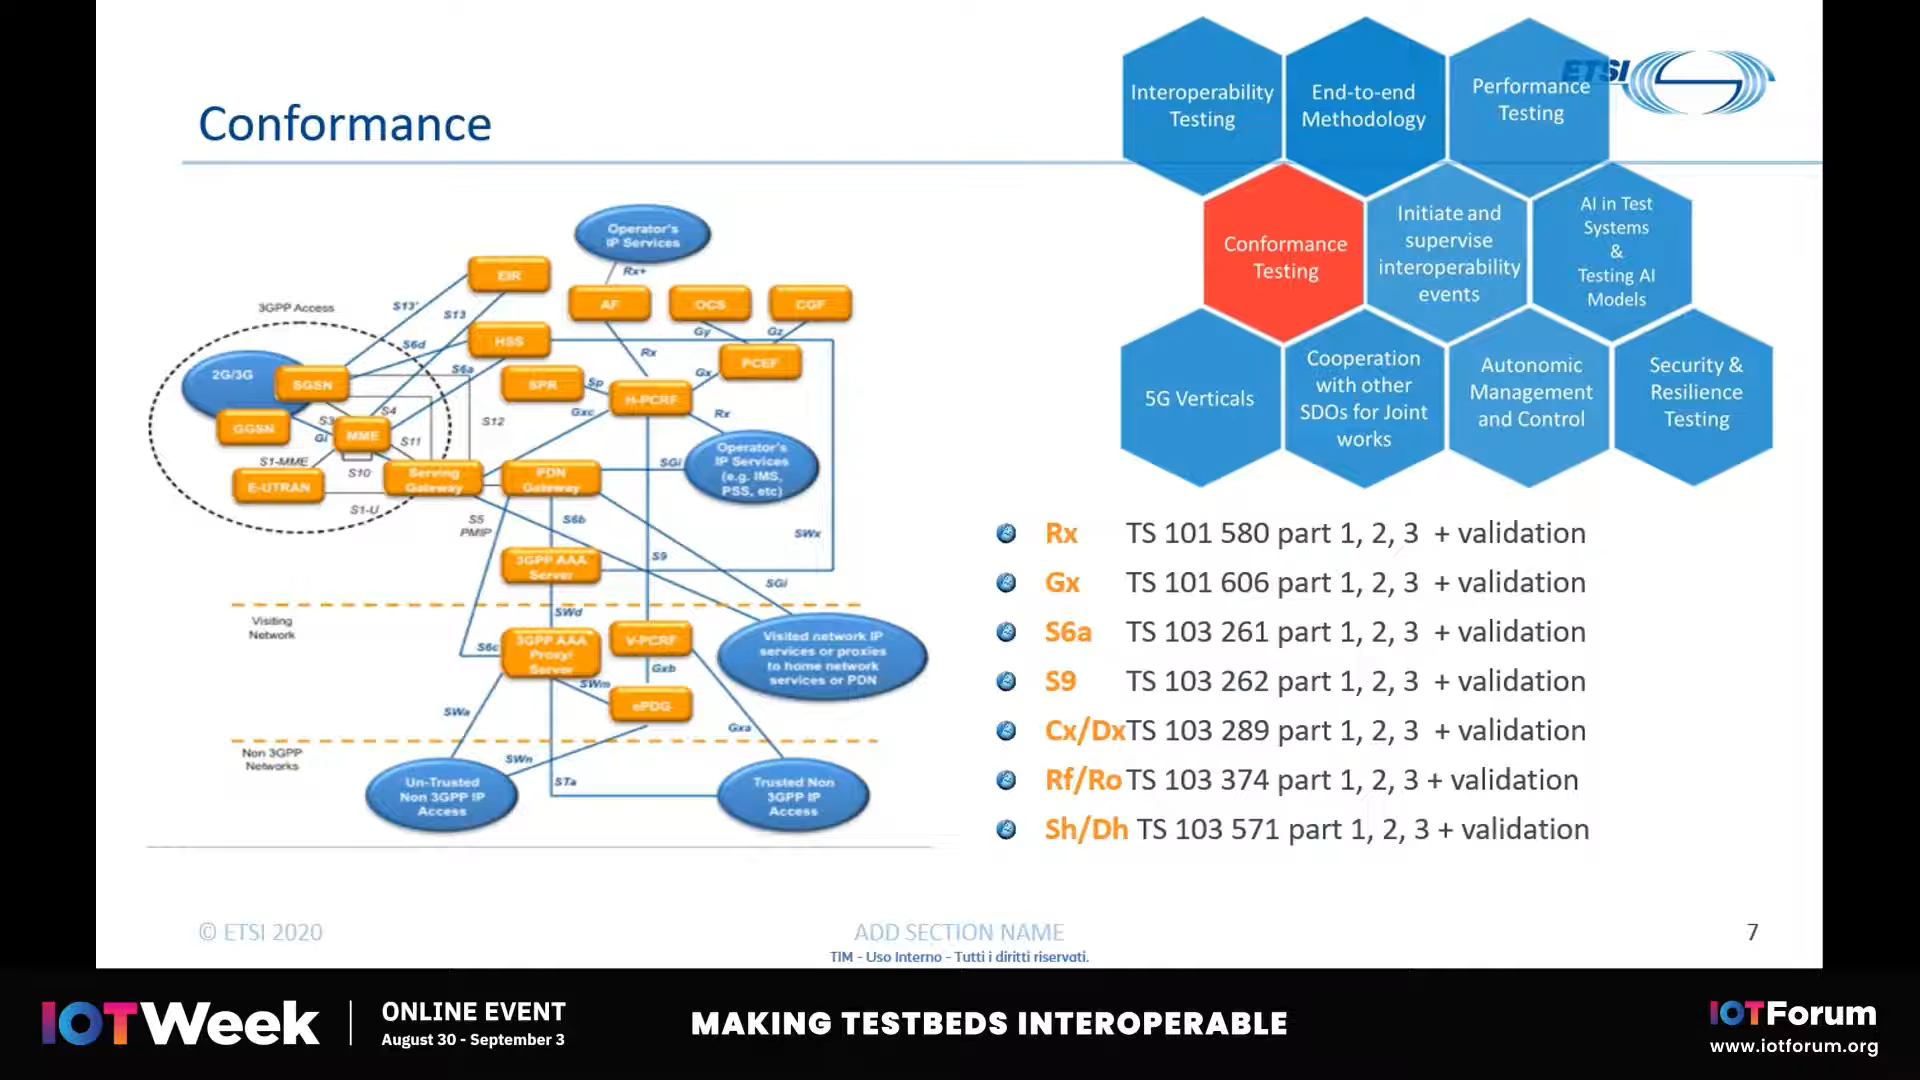 Conformance
ETSI
Interoperability
Testing
End-to-end
Methodology
Performance
Testing
Conformance
Testing
Initiate and
supervise
interoperability
events
AI in Test
Systems
&
Testing AI
Models
5G Verticals
Cooperation
with other
SDOs for Joint
works
Autonomic
Management
and Control
Security &
Resilience
Testing
Operator's
IP Services
Rx+
EIR
AF
OCS
CGF
3GPP Access
S13'
S13
Gy
Gz
HSS
S6d
Rx
PCEF
S6a
Gx
2G/3G
SGSN
SPR
Sp
H-PCRF
S4
Gxc
Rx
S3
S12
GGSN
Gi
MME
S11
Operator's
IP Services
(e.g. IMS,
PSS, etc)
S1-MME
S10
SGi
Serving
Gateway
PDN
Gateway
E-UTRAN
S1-U
S5
PMIP
S6b
SWx
S9
3GPP AAA
Server
SGi
SWd
Visiting
Network
3GPP AAA
Proxy/
Server
V-PCRF
Visited network IP
services or proxies
to home network
services or PDN
S6c
Gxb
SWm
ePDG
SWa
Gxa
Non 3GPP
Networks
SWn
STa
Un-Trusted
Non 3GPP IP
Access
Trusted Non
3GPP IP
Access
Rx TS 101 580 part 1, 2, 3 + validation
Gx TS 101 606 part 1, 2, 3 + validation
S6a TS 103 261 part 1, 2, 3 + validation
S9 TS 103 262 part 1, 2, 3 + validation
Cx/Dx TS 103 289 part 1, 2, 3 + validation
Rf/Ro TS 103 374 part 1, 2, 3 + validation
Sh/Dh TS 103 571 part 1, 2, 3 + validation
© ETSI 2020
ADD SECTION NAME
7
TIM - Uso Interno - Tutti i diritti riservati.
IOTWeek
ONLINE EVENT
August 30 - September 3
MAKING TESTBEDS INTEROPERABLE
IOTForum
www.iotforum.org